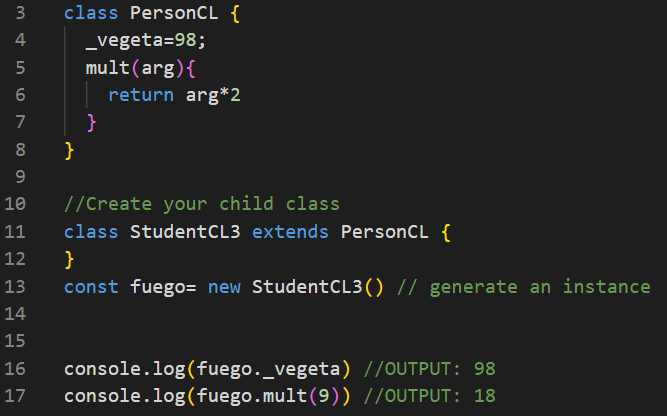 3 class PersonCL {
4 _vegeta=98;
5 mult(arg){
6 return arg*2
7 }
8 }
9
10 //Create your child class
11 class StudentCL3 extends PersonCL {
12 }
13 const fuego= new StudentCL3() // generate an instance
14
15
16 console.log(fuego._vegeta) //OUTPUT: 98
17 console.log(fuego.mult(9)) //OUTPUT: 18